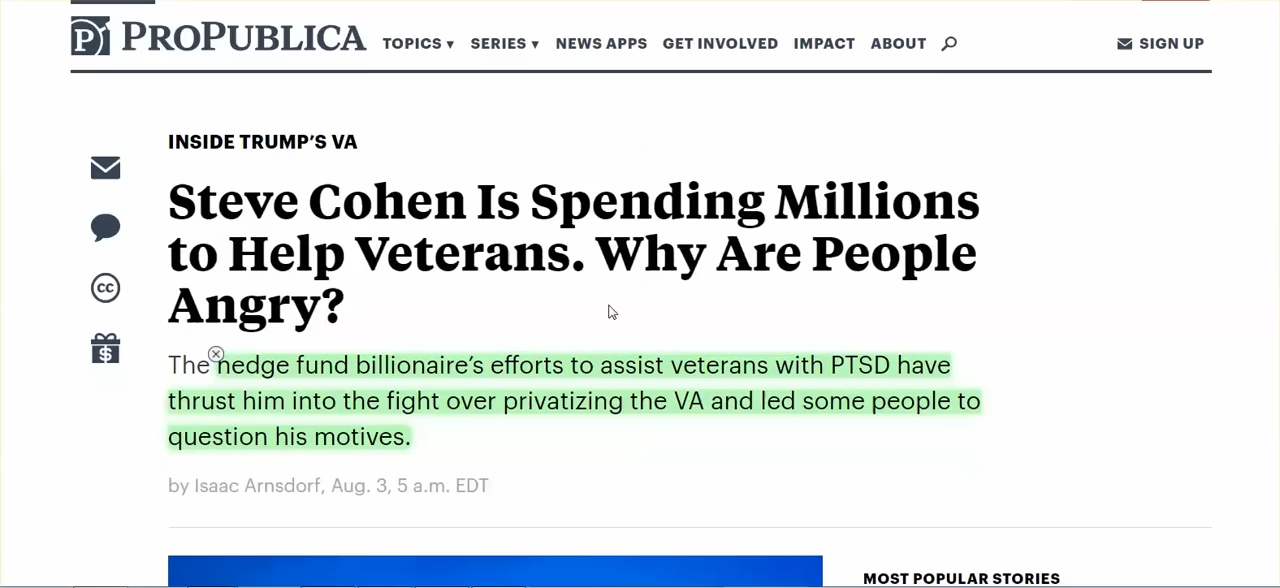 PROPUBLICA TOPICS ▾ SERIES ▾ NEWS APPS GET INVOLVED IMPACT ABOUT SIGN UP
INSIDE TRUMP’S VA
Steve Cohen Is Spending Millions
to Help Veterans. Why Are People
Angry?
The hedge fund billionaire’s efforts to assist veterans with PTSD have
thrust him into the fight over privatizing the VA and led some people to
question his motives.
by Isaac Arnsdorf, Aug. 3, 5 a.m. EDT
MOST POPULAR STORIES